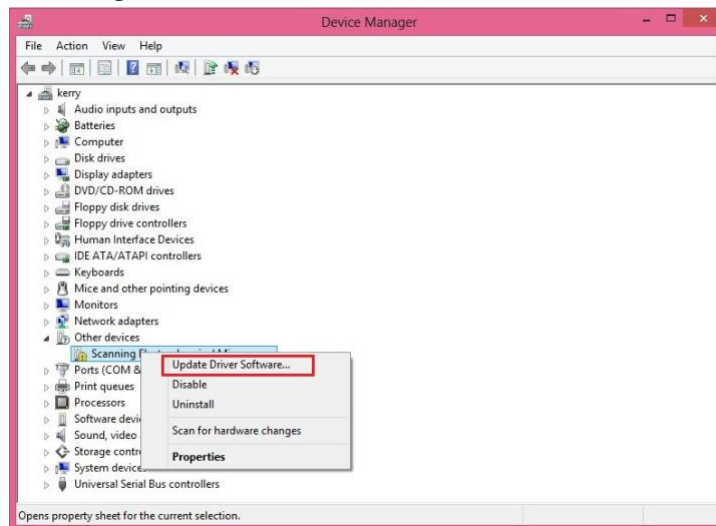 Device Manager
File Action View Help
kerry
Audio inputs and outputs
Batteries
Computer
Disk drives
Display adapters
DVD/CD-ROM drives
Floppy disk drives
Floppy drive controllers
Human Interface Devices
IDE ATA/ATAPI controllers
Keyboards
Mice and other pointing devices
Monitors
Network adapters
Other devices
Scanning
Update Driver Software...
Ports (COM &
Disable
Print queues
Processors
Uninstall
Software devi
Scan for hardware changes
Sound, video
Storage contr
Properties
System devices
Universal Serial Bus controllers
Opens property sheet for the current selection.